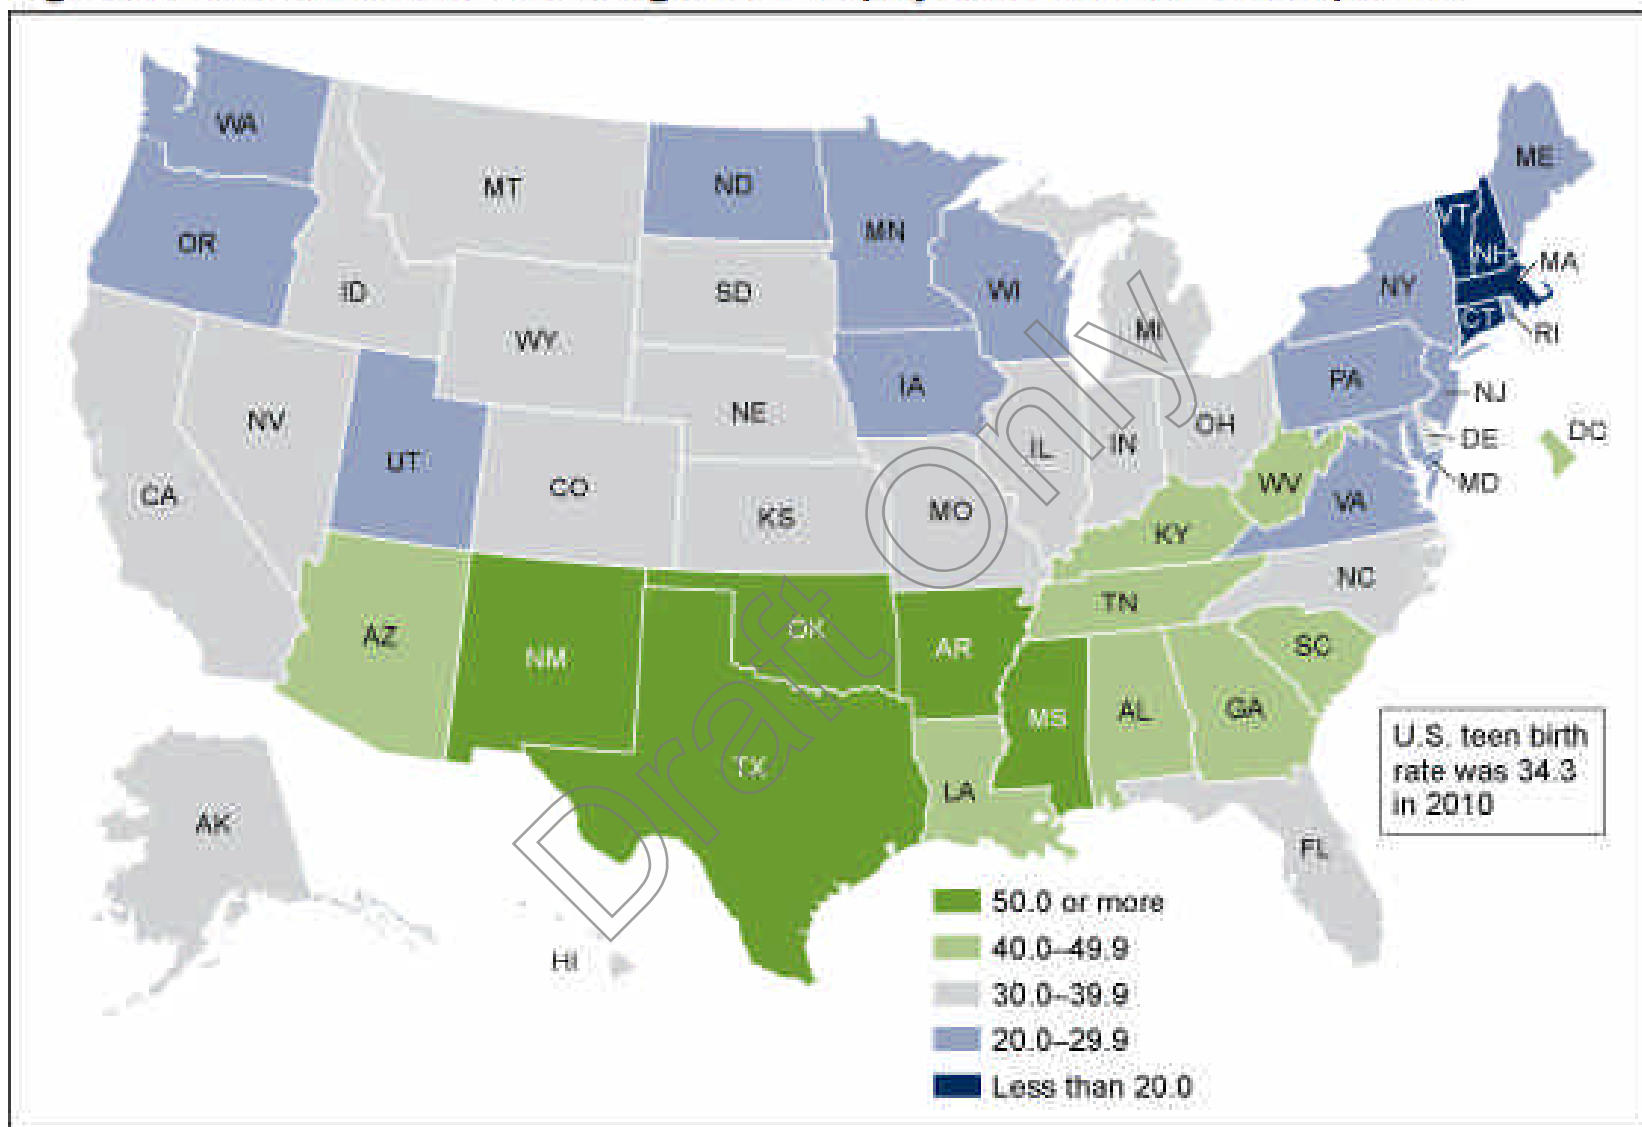 WA
MT
ND
MN
ME
VT
NH
MA
OR
ID
SD
WI
MI
NY
RI
CT
WY
IA
PA
NJ
NV
NE
IL
IN
OH
DE
DC
UT
MD
CA
CO
KS
MO
WV
VA
KY
NC
AZ
NM
OK
AR
TN
SC
MS
AL
GA
TX
LA
U.S. teen birth
rate was 34.3
in 2010
AK
FL
HI
50.0 or more
40.0–49.9
30.0–39.9
20.0–29.9
Less than 20.0
Draft Only